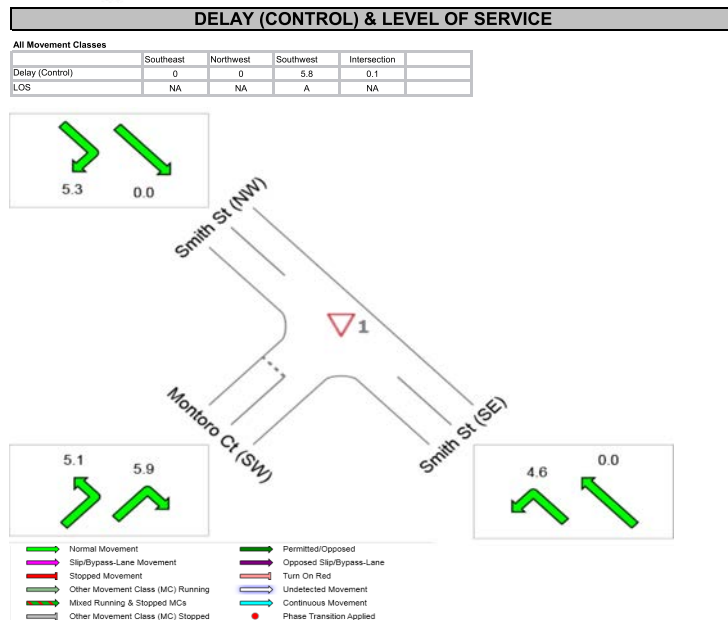 DELAY (CONTROL) & LEVEL OF SERVICE
All Movement Classes
Southeast Northwest Southwest Intersection
Delay (Control) 0 0 5.8 0.1
LOS NA NA A NA
5.3 0.0
Smith St (NW)
1
Montoro Ct (SW)
Smith St (SE)
5.1 5.9
4.6 0.0
Normal Movement Permitted/Opposed
Slip/Bypass-Lane Movement Opposed Slip/Bypass-Lane
Stopped Movement Turn On Red
Other Movement Class (MC) Running Undetected Movement
Mixed Running & Stopped MCs Continuous Movement
Other Movement Class (MC) Stopped Phase Transition Applied